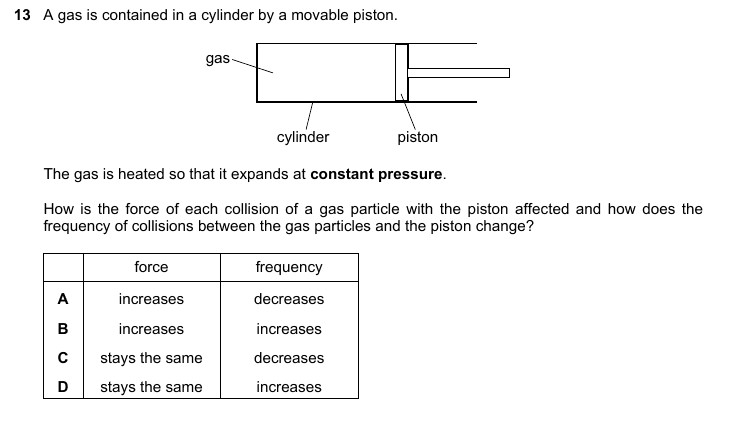 13 A gas is contained in a cylinder by a movable piston.
gas
cylinder piston
The gas is heated so that it expands at constant pressure.
How is the force of each collision of a gas particle with the piston affected and how does the
frequency of collisions between the gas particles and the piston change?
force frequency
A increases decreases
B increases increases
C stays the same decreases
D stays the same increases